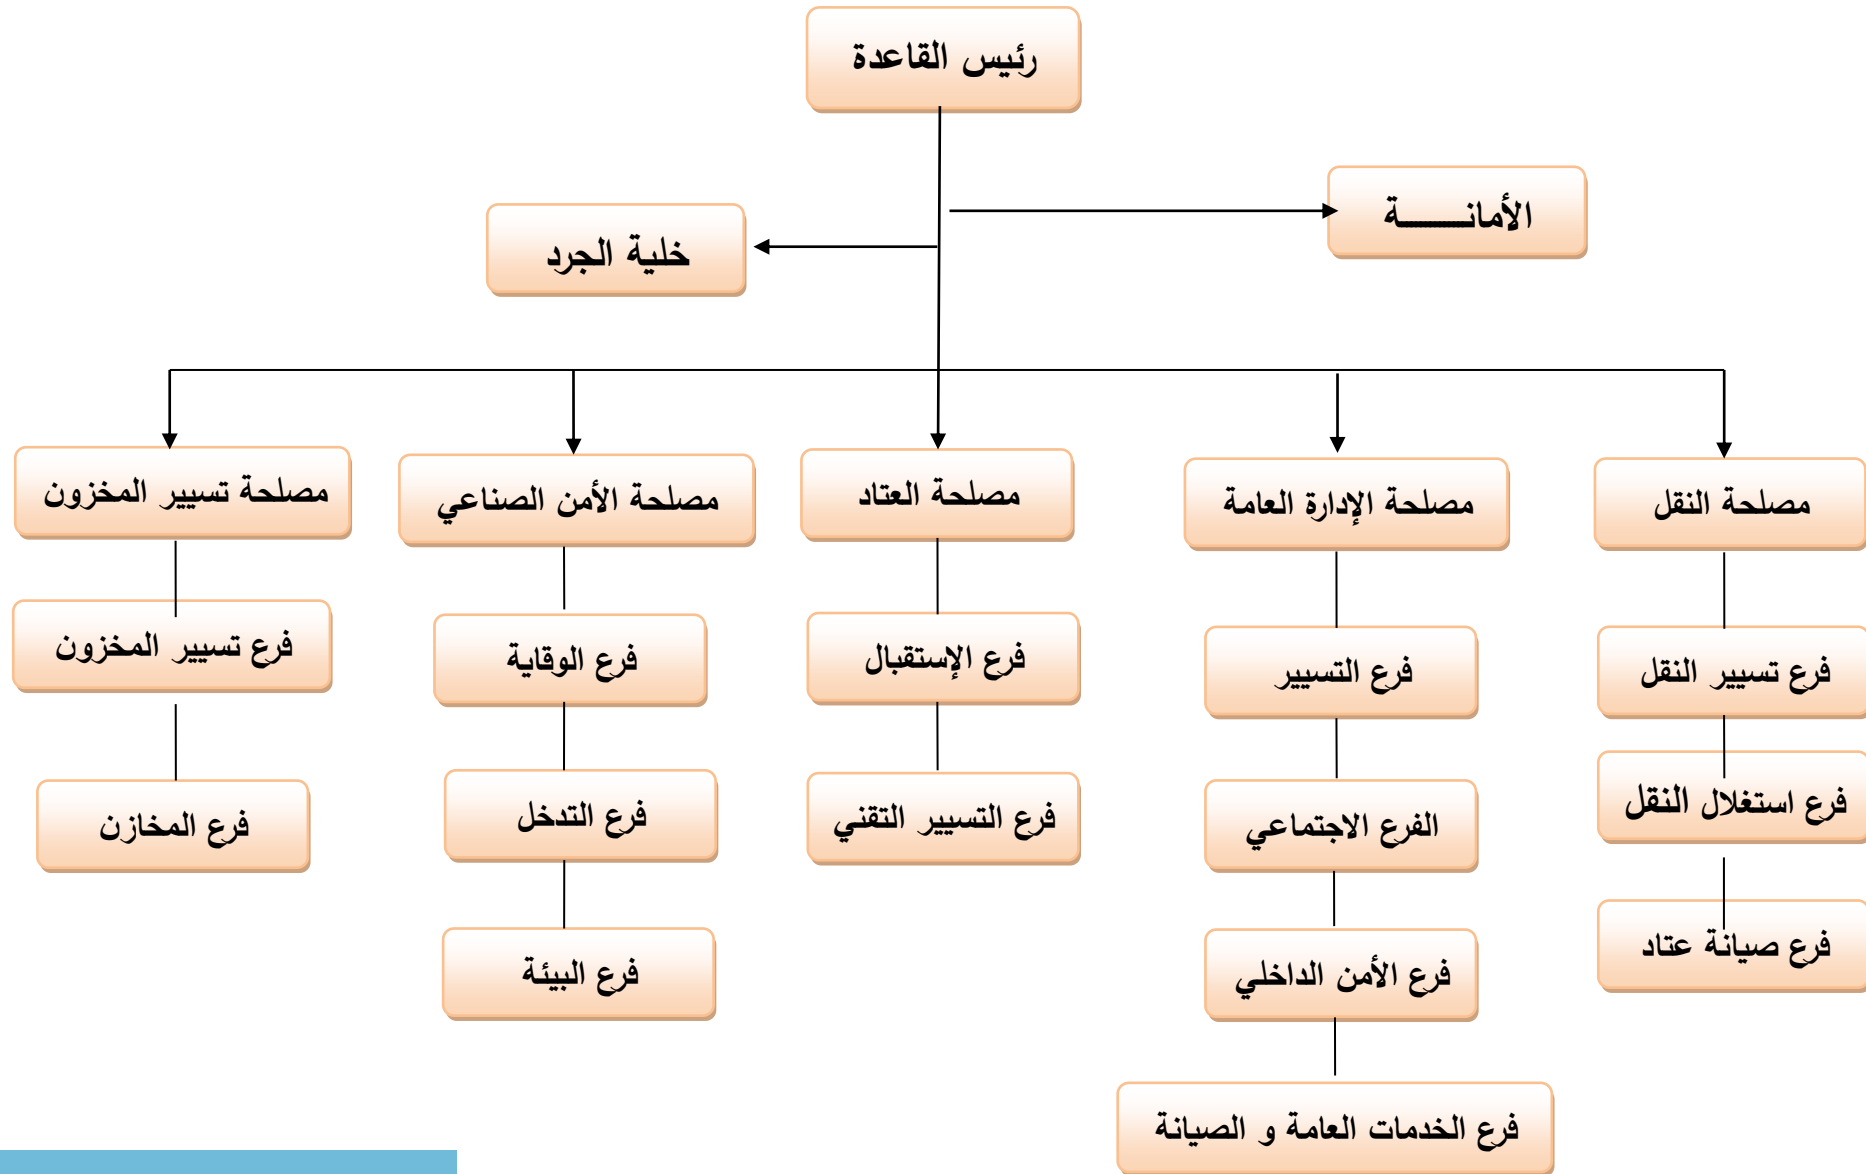 رئيس القاعدة
الأمانـــــــة
خلية الجرد
مصلحة النقل
مصلحة الإدارة العامة
مصلحة العتاد
مصلحة الأمن الصناعي
مصلحة تسيير المخزون
فرع تسيير النقل
فرع التسيير
فرع الإستقبال
فرع الوقاية
فرع تسيير المخزون
فرع استغلال النقل
الفرع الاجتماعي
فرع التسيير التقني
فرع التدخل
فرع المخازن
فرع صيانة عتاد
فرع الأمن الداخلي
فرع البيئة
فرع الخدمات العامة و الصيانة